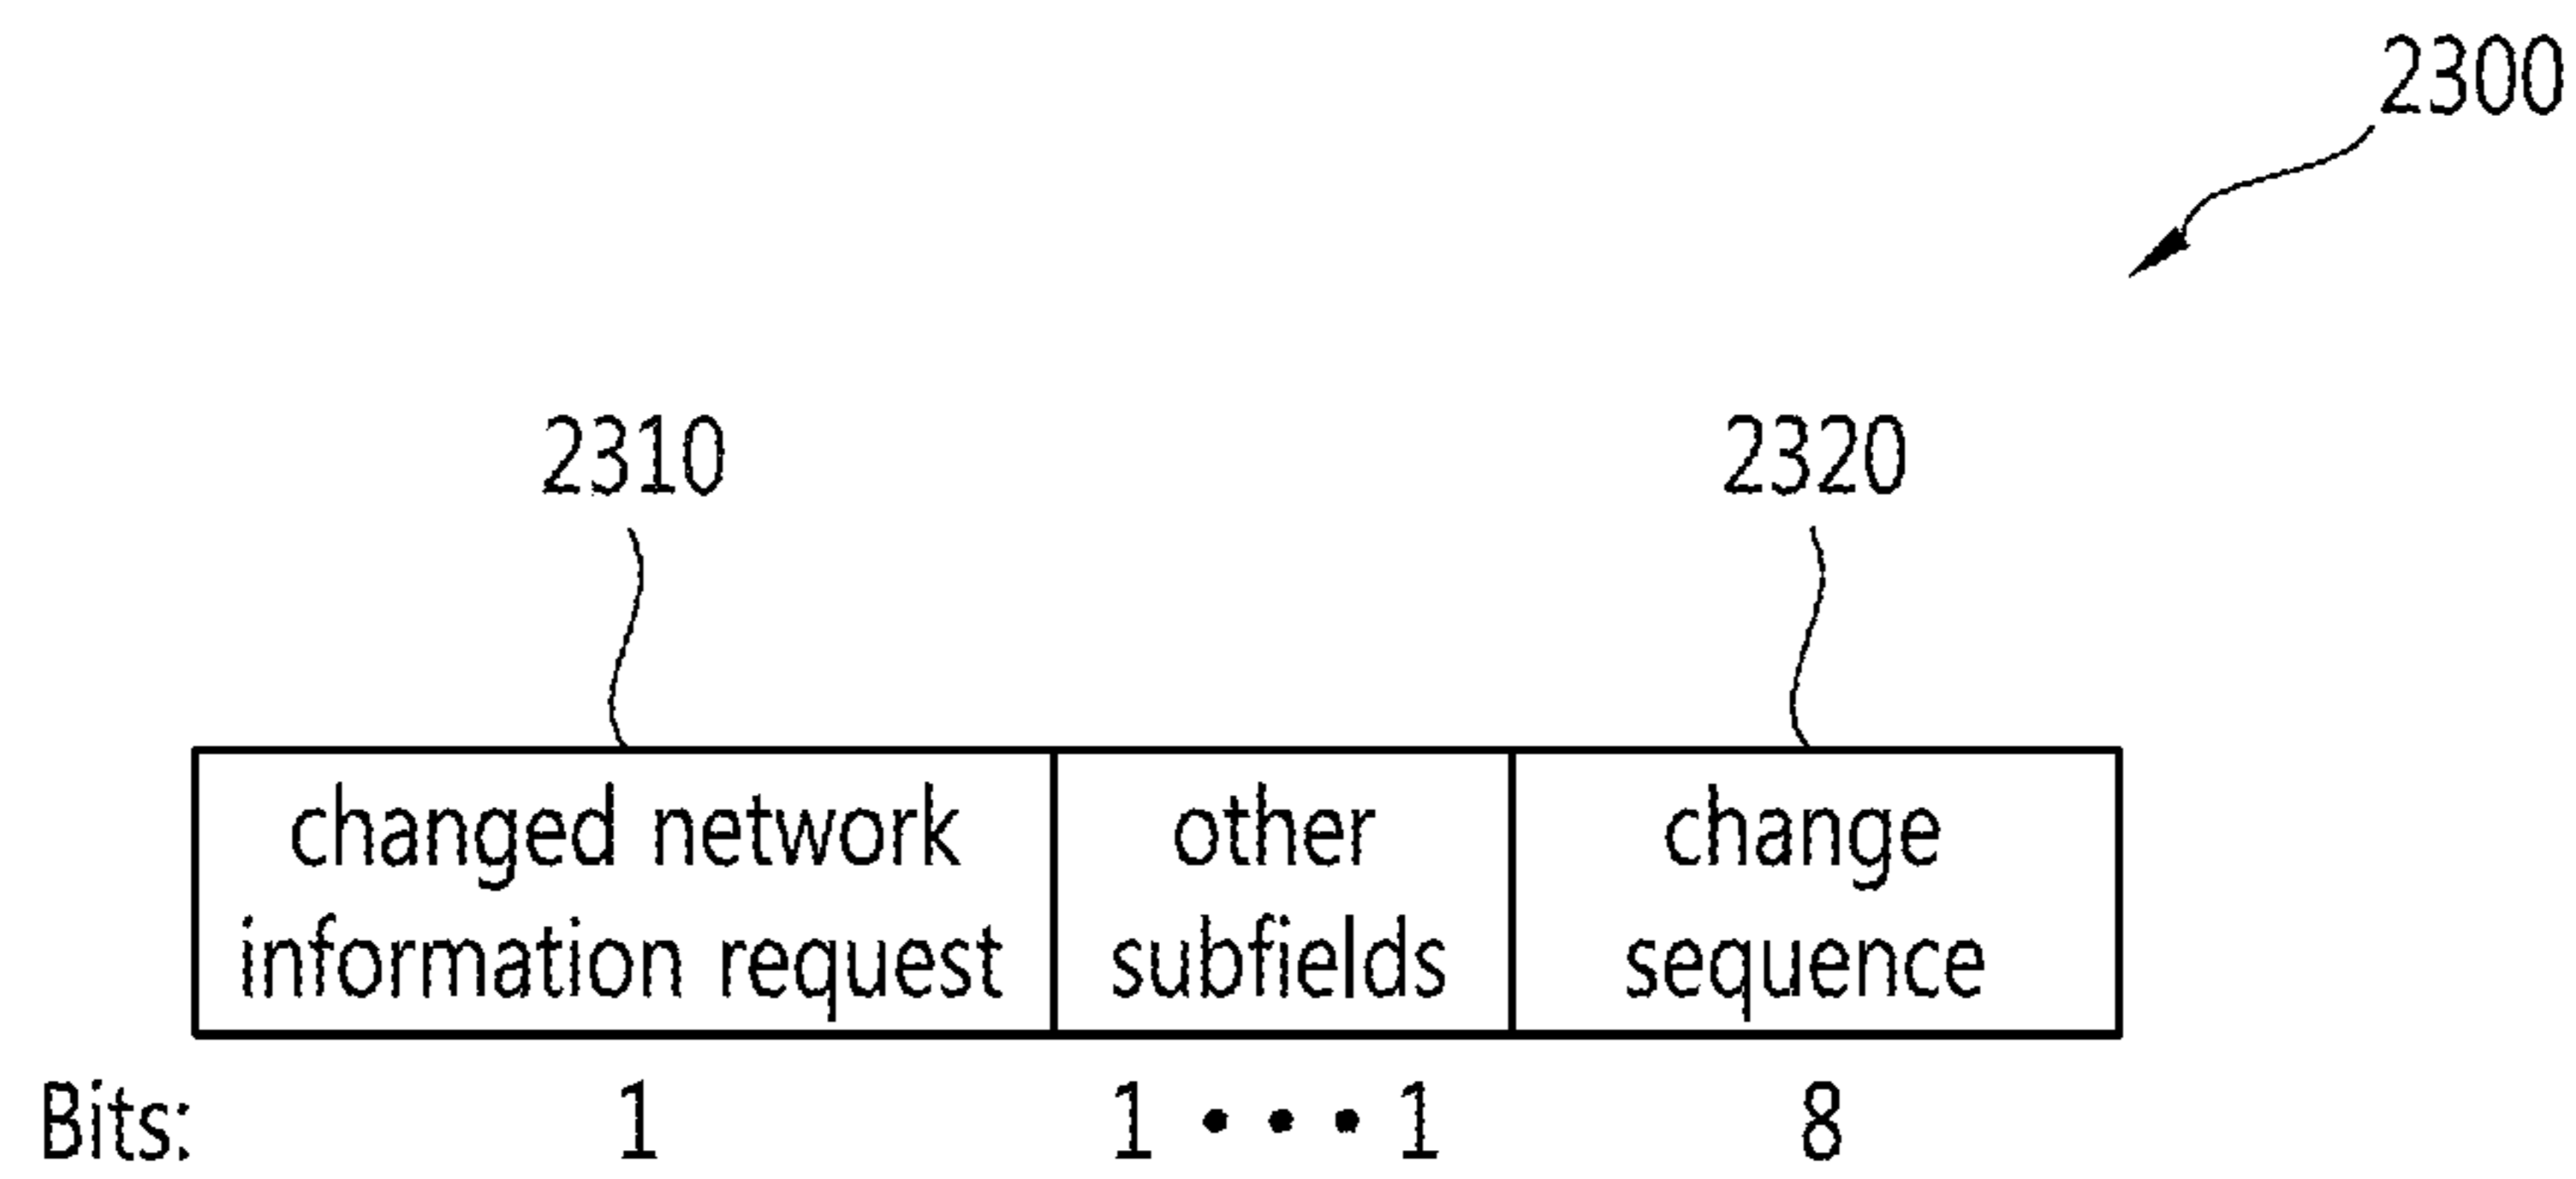 2300
2310
2320
changed network
information request
other
subfields
change
sequence
Bits:
1
1 • • • 1
8